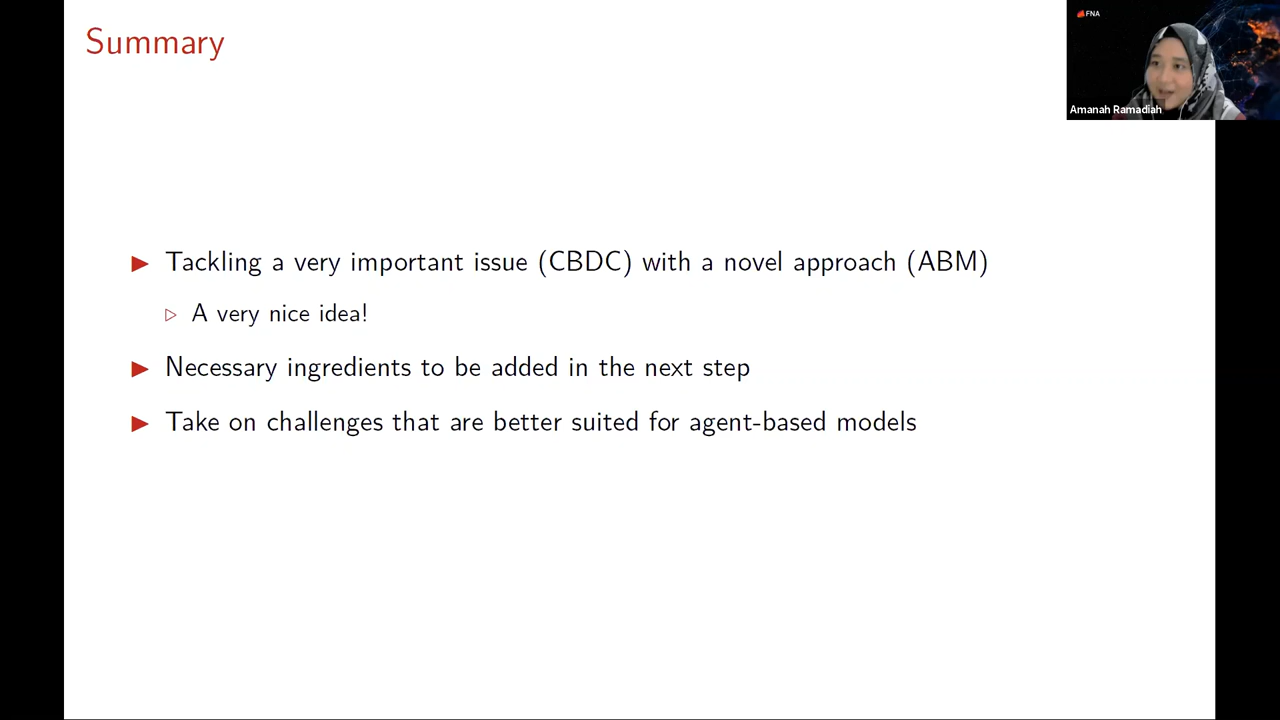 Summary
FNA
Amanah Ramadiah
▶ Tackling a very important issue (CBDC) with a novel approach (ABM)
▷ A very nice idea!
▶ Necessary ingredients to be added in the next step
▶ Take on challenges that are better suited for agent-based models